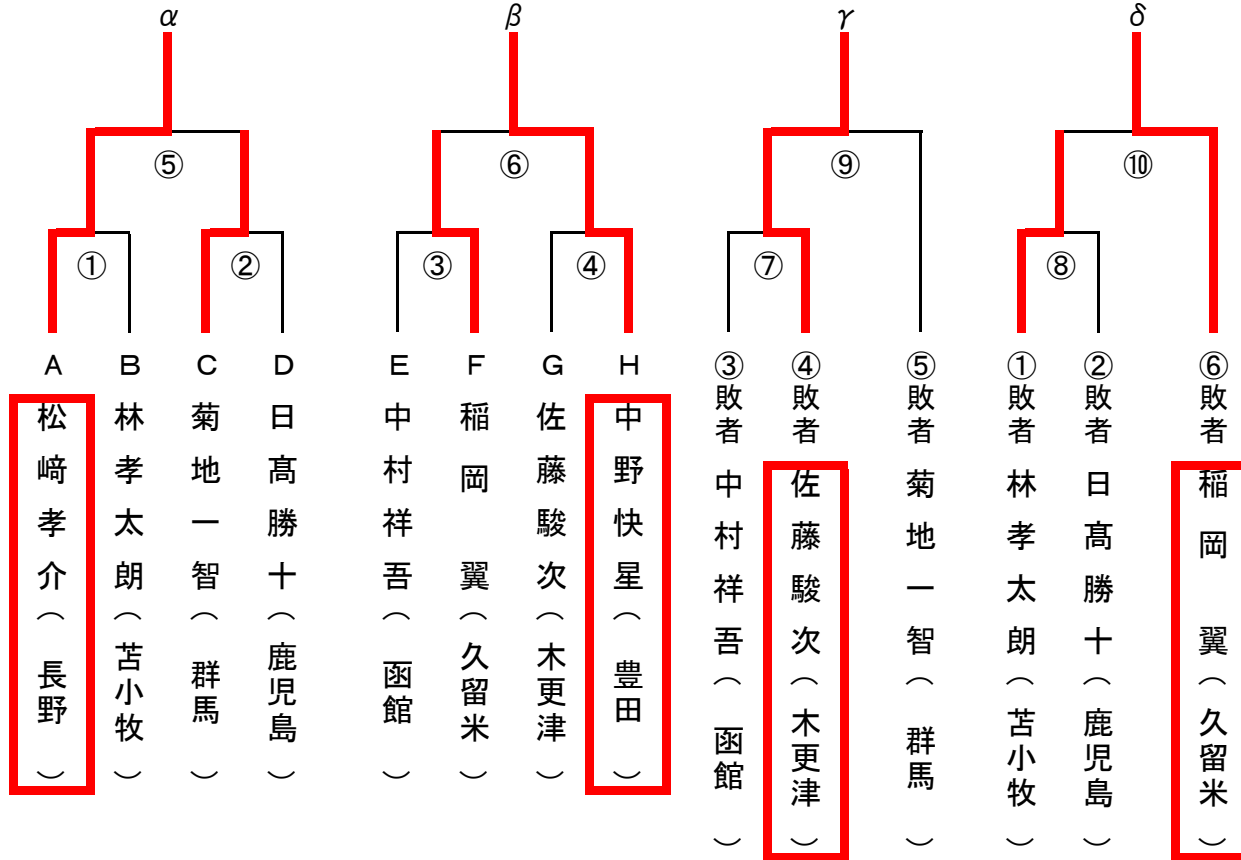 α β γ δ
⑤ ⑥ ⑨ ⑩
① ② ③ ④ ⑦ ⑧
A 松﨑孝介(長野)
B 林孝太朗(苫小牧)
C 菊地一智(群馬)
D 日髙勝十(鹿児島)
E 中村祥吾(函館)
F 稲岡 翼(久留米)
G 佐藤駿次(木更津)
H 中野快星(豊田)
③敗者 中村祥吾(函館)
④敗者 佐藤駿次(木更津)
⑤敗者 菊地一智(群馬)
①敗者 林孝太朗(苫小牧)
②敗者 日髙勝十(鹿児島)
⑥敗者 稲岡 翼(久留米)